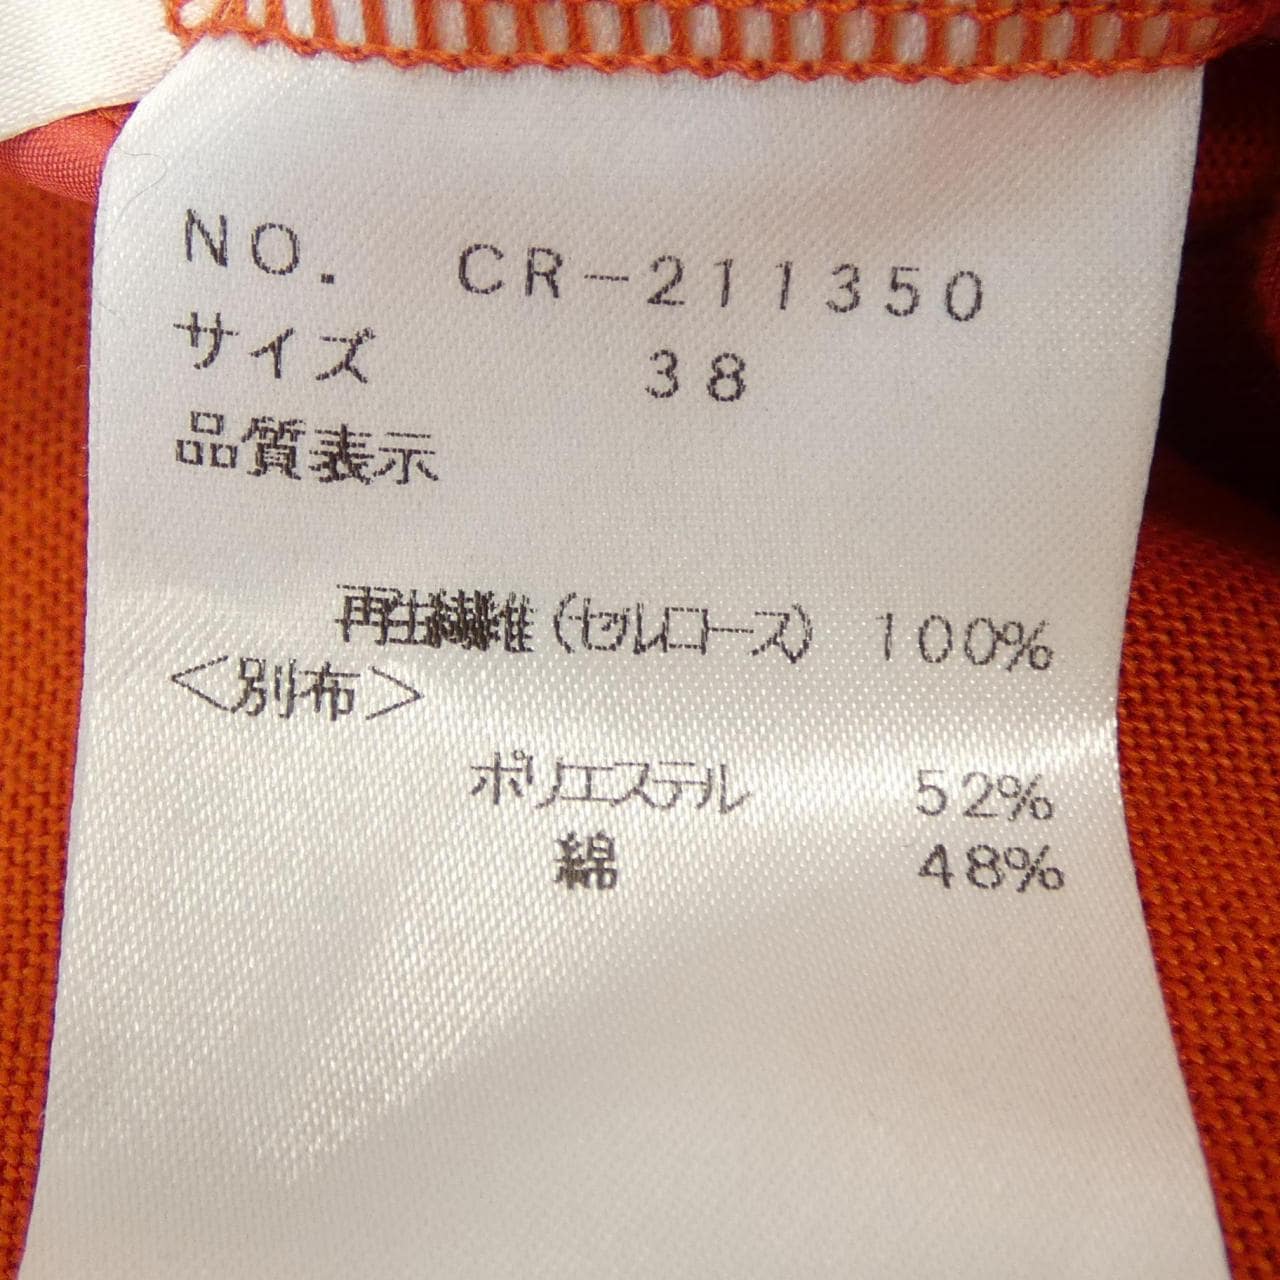 NO. CR-211350
サイズ 38
品質表示
再生繊維(セルロース) 100%
<別布>
ポリエステル 52%
綿 48%